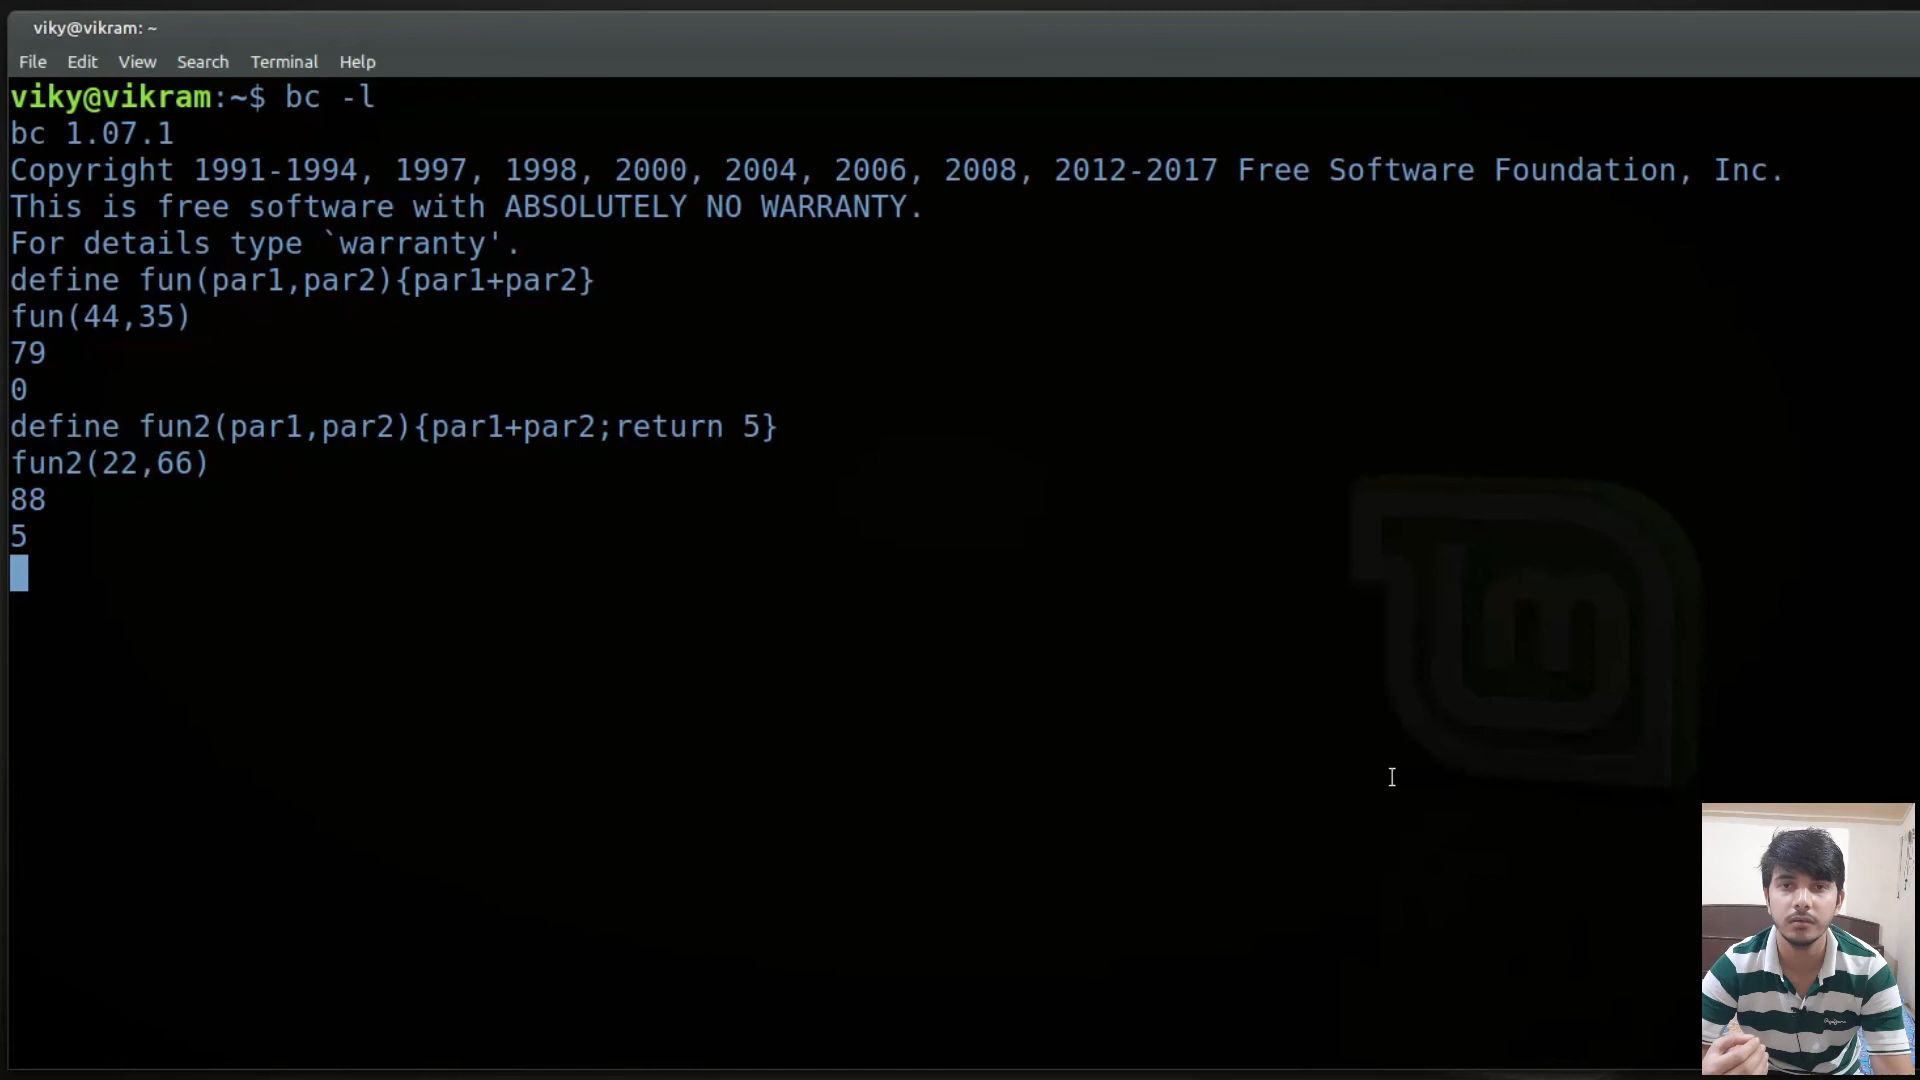 viky@vikram: ~
File Edit View Search Terminal Help
viky@vikram:~$ bc -l
bc 1.07.1
Copyright 1991-1994, 1997, 1998, 2000, 2004, 2006, 2008, 2012-2017 Free Software Foundation, Inc.
This is free software with ABSOLUTELY NO WARRANTY.
For details type `warranty'.
define fun(par1,par2){par1+par2}
fun(44,35)
79
0
define fun2(par1,par2){par1+par2;return 5}
fun2(22,66)
88
5